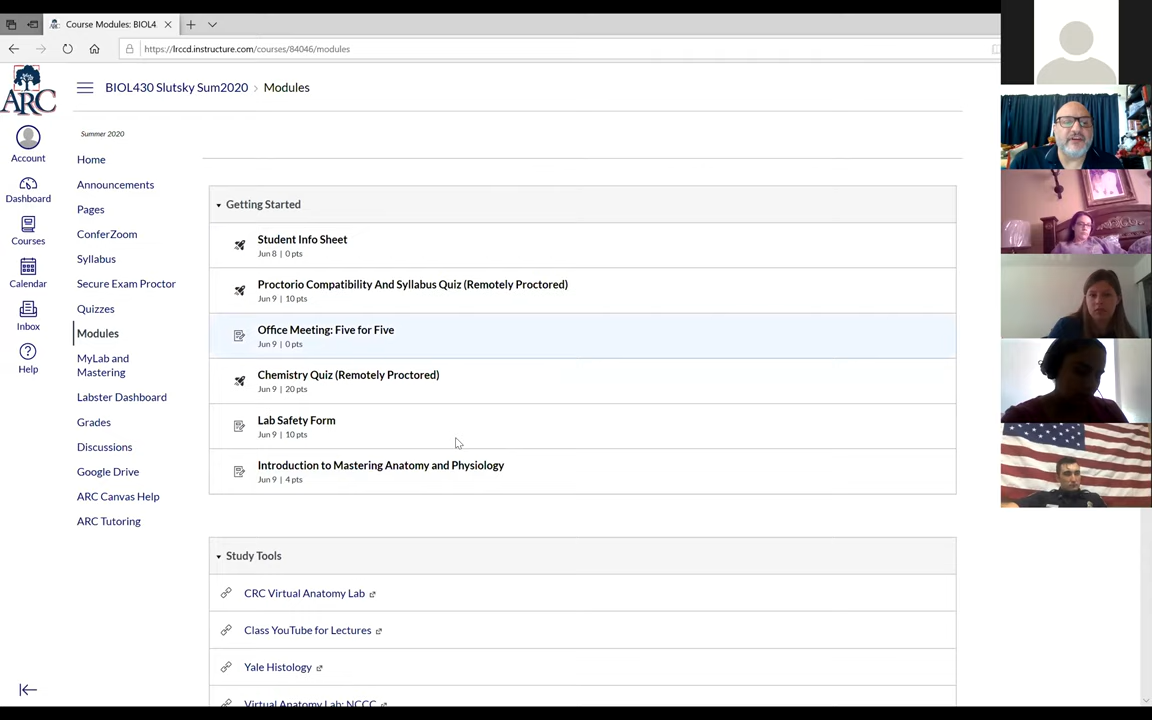 Course Modules: BIOL4
https://lrccd.instructure.com/courses/84046/modules
ARC
BIOL430 Slutsky Sum2020 > Modules
Account
Dashboard
Courses
Calendar
Inbox
Help
Summer 2020
Home
Announcements
Pages
ConferZoom
Syllabus
Secure Exam Proctor
Quizzes
Modules
MyLab and
Mastering
Labster Dashboard
Grades
Discussions
Google Drive
ARC Canvas Help
ARC Tutoring
Getting Started
Student Info Sheet
Jun 8 | 0 pts
Proctorio Compatibility And Syllabus Quiz (Remotely Proctored)
Jun 9 | 10 pts
Office Meeting: Five for Five
Jun 9 | 0 pts
Chemistry Quiz (Remotely Proctored)
Jun 9 | 20 pts
Lab Safety Form
Jun 9 | 10 pts
Introduction to Mastering Anatomy and Physiology
Jun 9 | 4 pts
Study Tools
CRC Virtual Anatomy Lab
Class YouTube for Lectures
Yale Histology
Virtual Anatomy Lab: NCCC